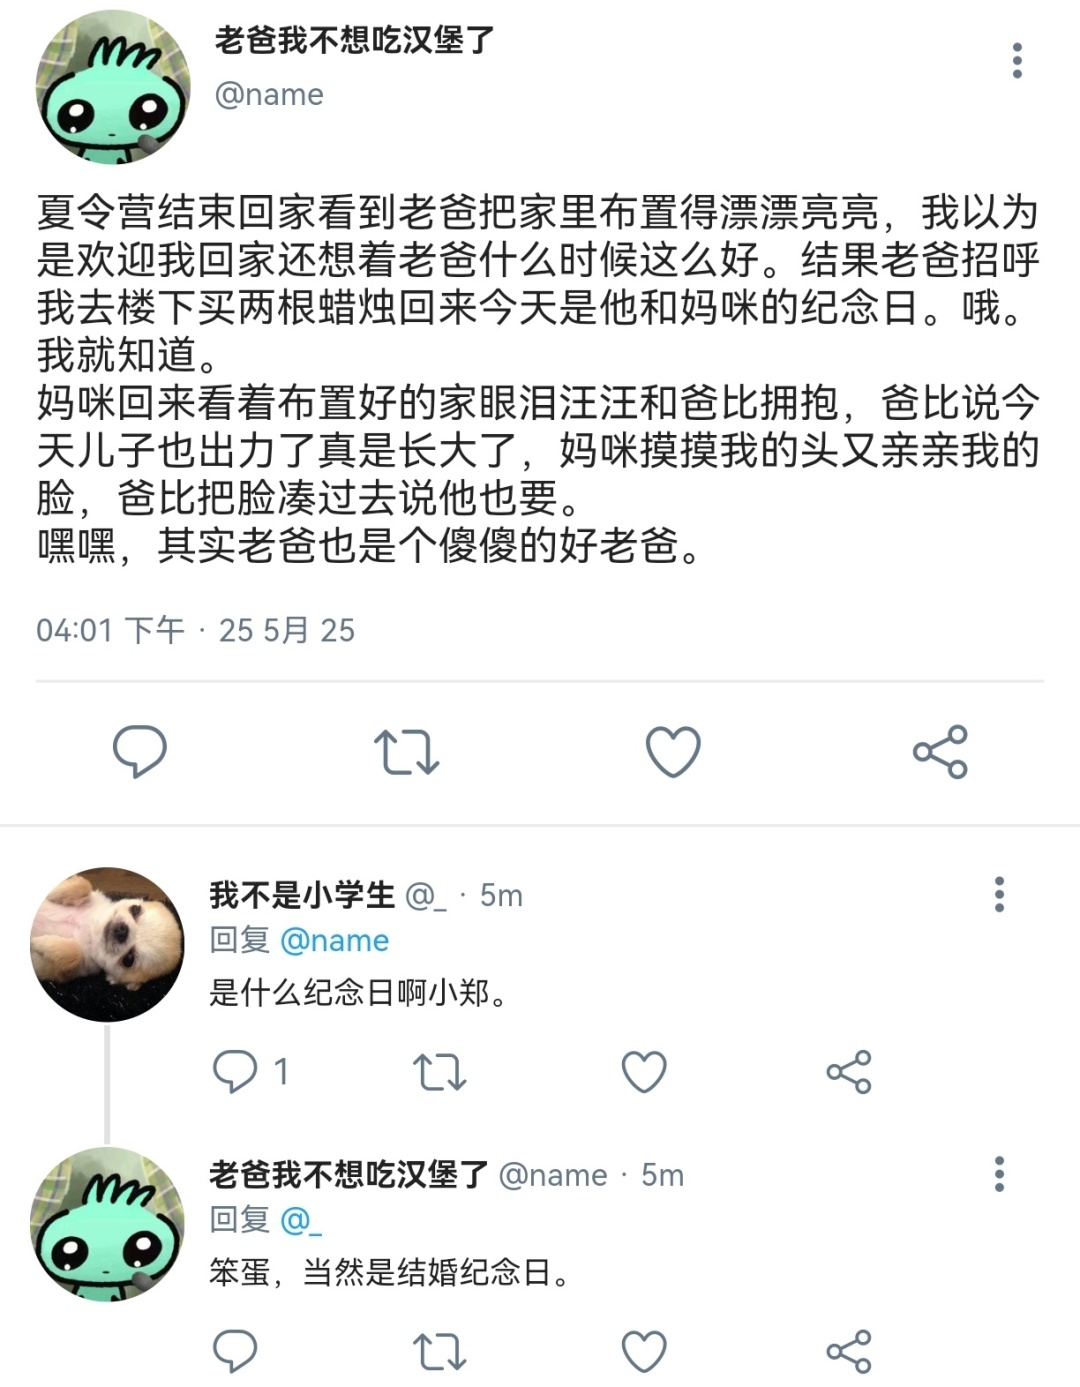 老爸我不想吃汉堡了
@name
夏令营结束回家看到老爸把家里布置得漂漂亮亮，我以为
是欢迎我回家还想着老爸什么时候这么好。结果老爸招呼
我去楼下买两根蜡烛回来今天是他和妈咪的纪念日。哦。
我就知道。
妈咪回来看着布置好的家眼泪汪汪和爸比拥抱，爸比说今
天儿子也出力了真是长大了，妈咪摸摸我的头又亲亲我的
脸，爸比把脸凑过去说他也要。
嘿嘿，其实老爸也是个傻傻的好老爸。
04:01 下午 · 25 5月 25
我不是小学生 @_ · 5m
回复 @name
是什么纪念日啊小郑。
1
老爸我不想吃汉堡了 @name · 5m
回复 @_
笨蛋，当然是结婚纪念日。